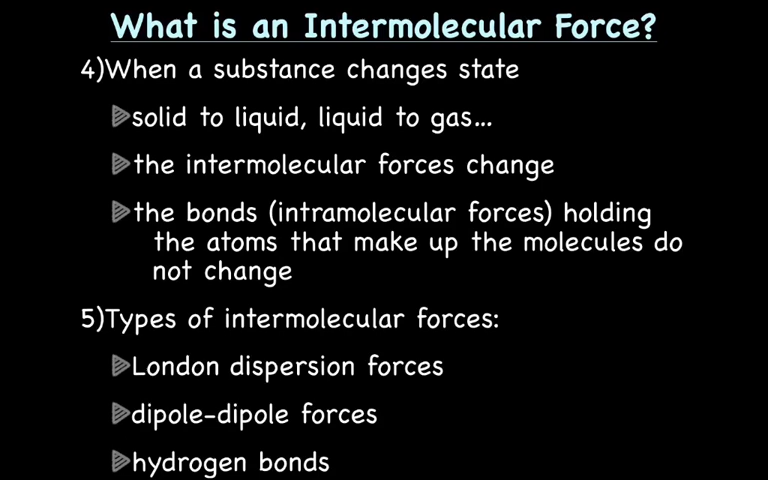 What is an Intermolecular Force?
4)When a substance changes state
solid to liquid, liquid to gas...
the intermolecular forces change
the bonds (intramolecular forces) holding
the atoms that make up the molecules do
not change
5)Types of intermolecular forces:
London dispersion forces
dipole-dipole forces
hydrogen bonds